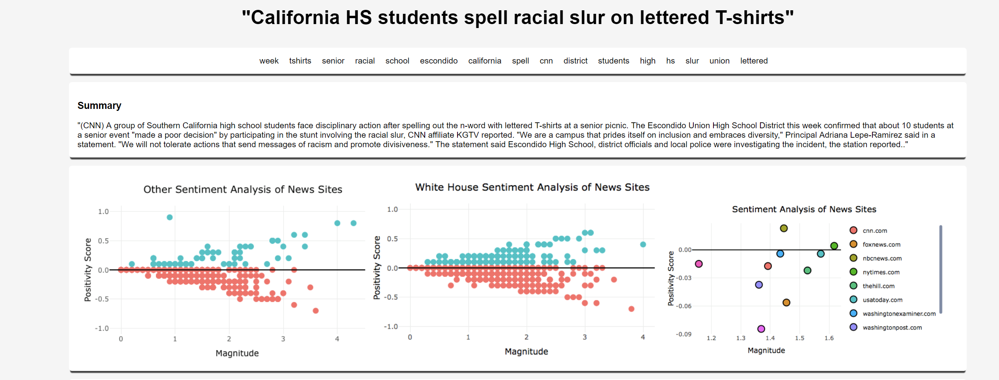 "California HS students spell racial slur on lettered T-shirts"
week tshirts senior racial school escondido california spell cnn district students high hs slur union lettered
Summary
"(CNN) A group of Southern California high school students face disciplinary action after spelling out the n-word with lettered T-shirts at a senior picnic. The Escondido Union High School District this week confirmed that about 10 students at
a senior event "made a poor decision" by participating in the stunt involving the racial slur, CNN affiliate KGTV reported. "We are a campus that prides itself on inclusion and embraces diversity," Principal Adriana Lepe-Ramirez said in a
statement. "We will not tolerate actions that send messages of racism and promote divisiveness." The statement said Escondido High School, district officials and local police were investigating the incident, the station reported.."
Other Sentiment Analysis of News Sites
Positivity Score
1.0
0.5
0.0
-0.5
-1.0
0 1 2 3 4
Magnitude
White House Sentiment Analysis of News Sites
Positivity Score
1.0
0.5
0.0
-0.5
-1.0
0 1 2 3 4
Magnitude
Sentiment Analysis of News Sites
Positivity Score
0.00
-0.03
-0.06
-0.09
1.2 1.3 1.4 1.5 1.6
Magnitude
cnn.com
foxnews.com
nbcnews.com
nytimes.com
thehill.com
usatoday.com
washingtonexaminer.com
washingtonpost.com